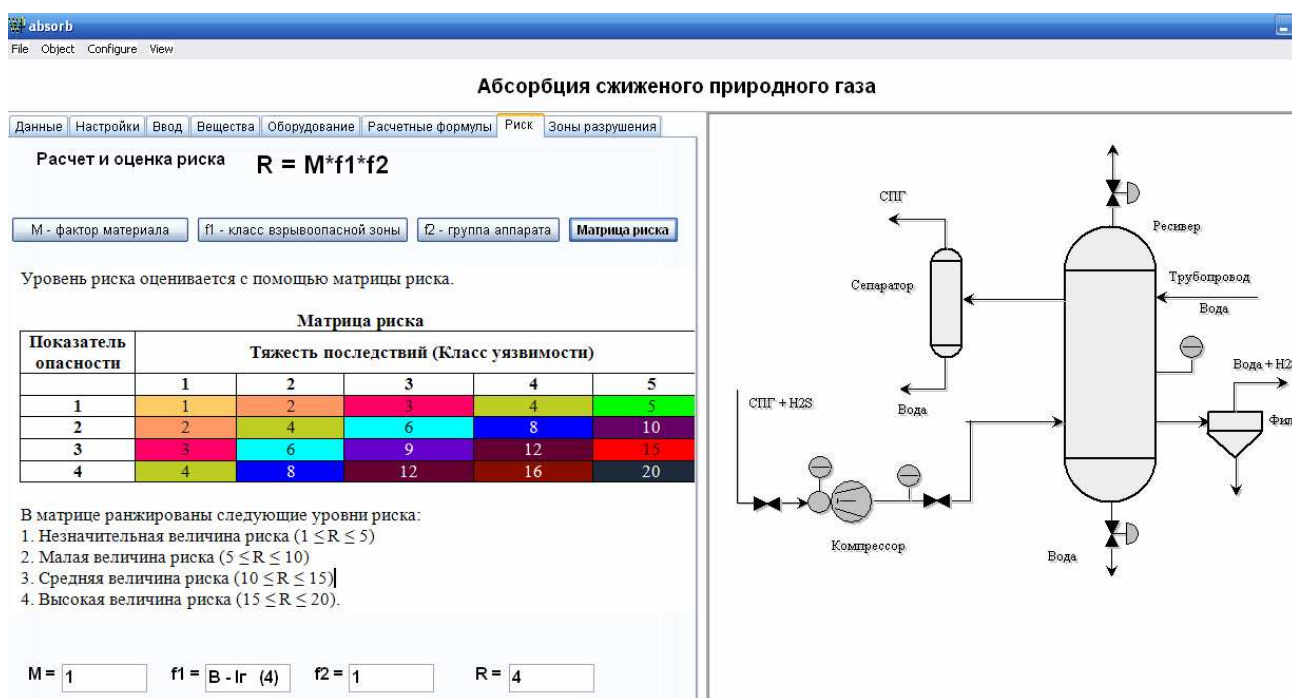 absorb
File Object Configure View
Абсорбция сжиженого природного газа
Данные Настройки Ввод Вещества Оборудование Расчетные формулы Риск Зоны разрушения
Расчет и оценка риска R = M*f1*f2
М - фактор материала f1 - класс взрывоопасной зоны f2 - группа аппарата Матрица риска
Уровень риска оценивается с помощью матрицы риска.
Матрица риска
Показатель опасности Тяжесть последствий (Класс уязвимости)
1 2 3 4 5
1 1 2 3 4 5
2 2 4 6 8 10
3 3 6 9 12 15
4 4 8 12 16 20
В матрице ранжированы следующие уровни риска:
1. Незначительная величина риска (1 ≤ R ≤ 5)
2. Малая величина риска (5 ≤ R ≤ 10)
3. Средняя величина риска (10 ≤ R ≤ 15)
4. Высокая величина риска (15 ≤ R ≤ 20).
M = 1 f1 = В - Iг (4) f2 = 1 R = 4
СПГ
Ресивер
Сепаратор
Трубопровод
Вода
Вода + H2
СПГ + H2S
Вода
Фил
Компрессор
Вода